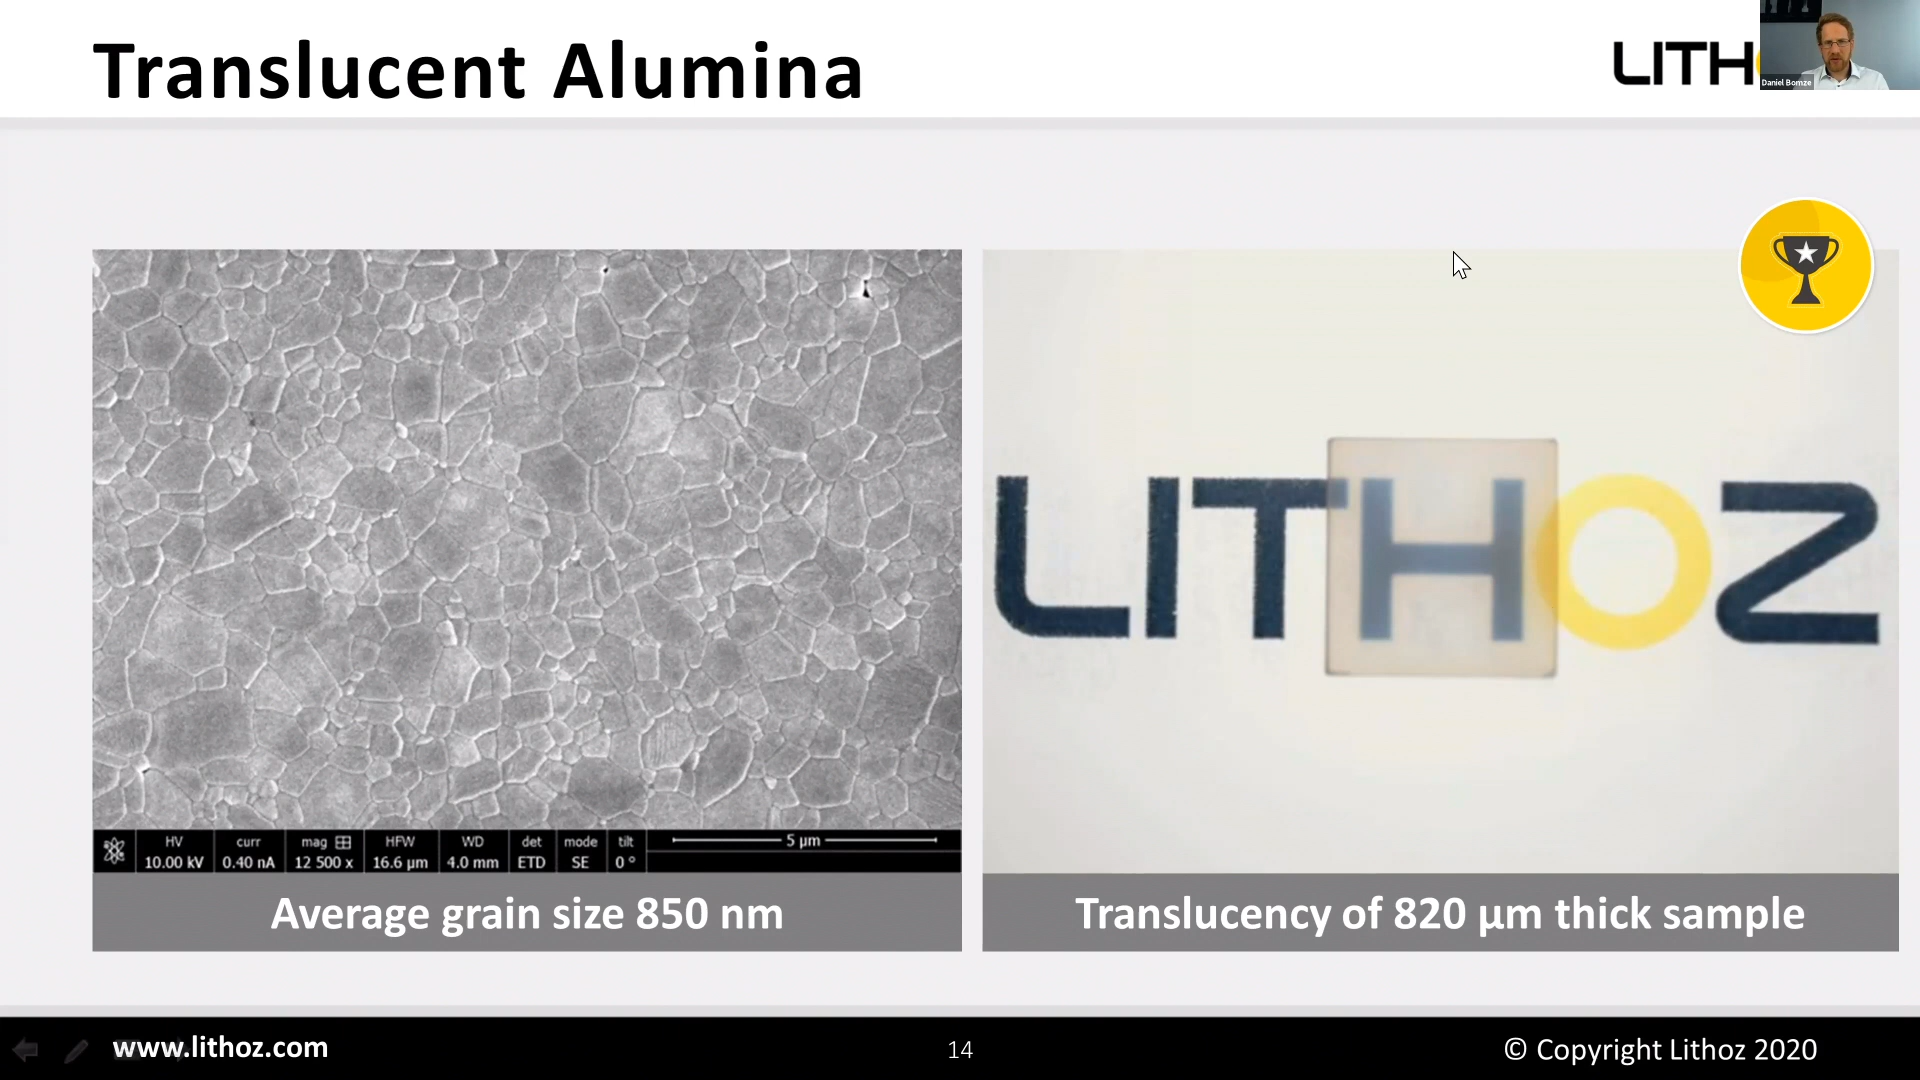 Translucent Alumina
LITH
Daniel Bomze
LITHOZ
HV curr mag HFW WD det mode tilt
10.00 kV 0.40 nA 12 500 x 16.6 µm 4.0 mm ETD SE 0 °
5 µm
Average grain size 850 nm
Translucency of 820 µm thick sample
www.lithoz.com
14
© Copyright Lithoz 2020